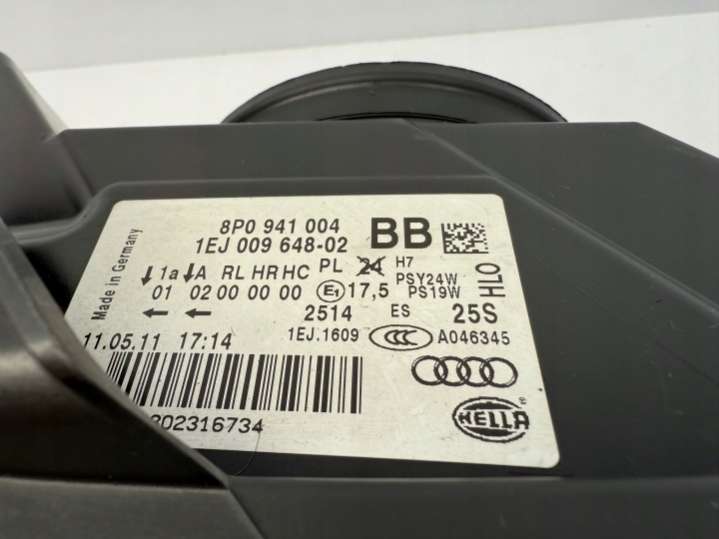 8P0 941 004
1EJ 009 648-02 BB
Made in Germany
↓1a ↓A RL HR HC PL 24 H7
PSY24W
01 02 00 00 00 E1 17,5 PS19W
HLO
← ← 2514 ES 25S
11.05.11 17:14 1EJ.1609 CCC A046345
302316734
HELLA ®